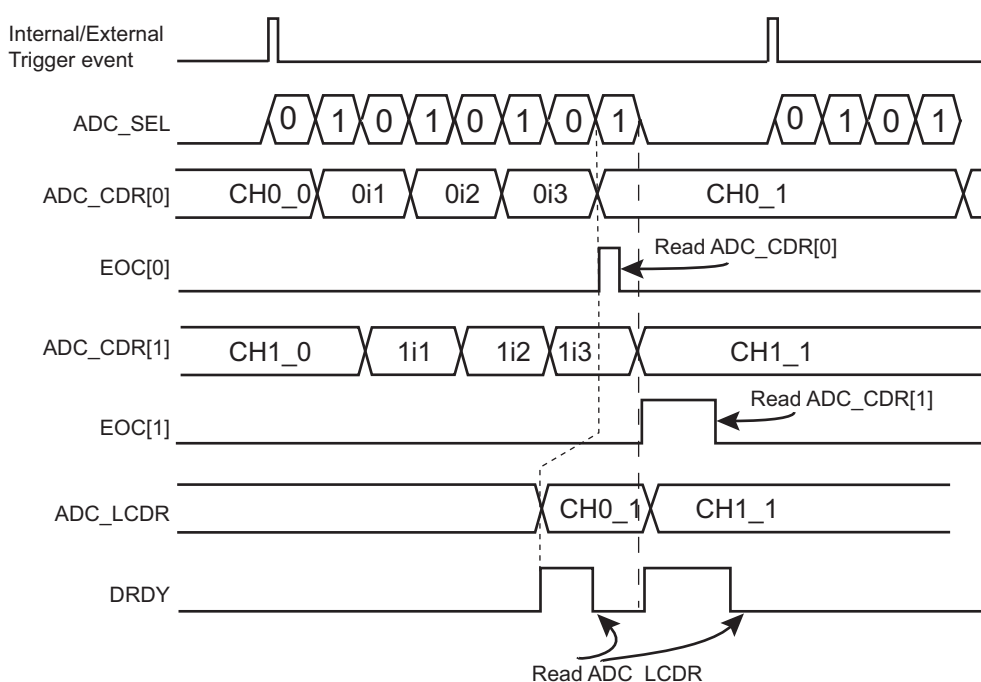 Internal/External
Trigger event
ADC_SEL
0 1 0 1 0 1 0 1 0 1 0 1
ADC_CDR[0]
CH0_0 0i1 0i2 0i3 CH0_1
EOC[0]
Read ADC_CDR[0]
ADC_CDR[1]
CH1_0 1i1 1i2 1i3 CH1_1
EOC[1]
Read ADC_CDR[1]
ADC_LCDR
CH0_1 CH1_1
DRDY
Read ADC_LCDR